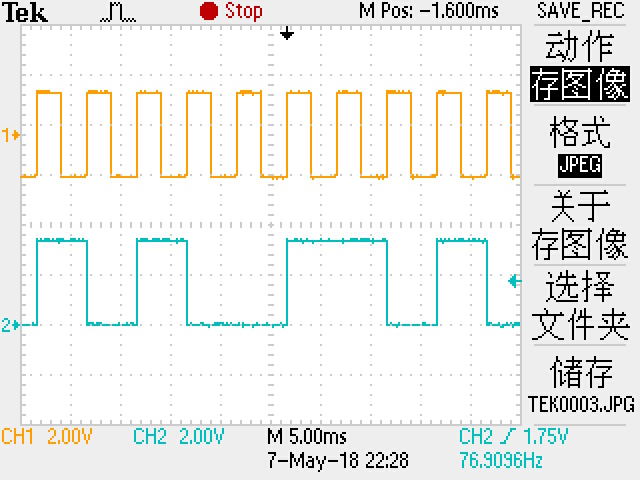 Tek Stop M Pos: -1.600ms SAVE_REC
动作
存图像
格式
JPEG
关于
存图像
选择
文件夹
储存
TEK0003.JPG
1
2
CH1 2.00V CH2 2.00V M 5.00ms CH2 1.75V
7-May-18 22:28 76.9096Hz